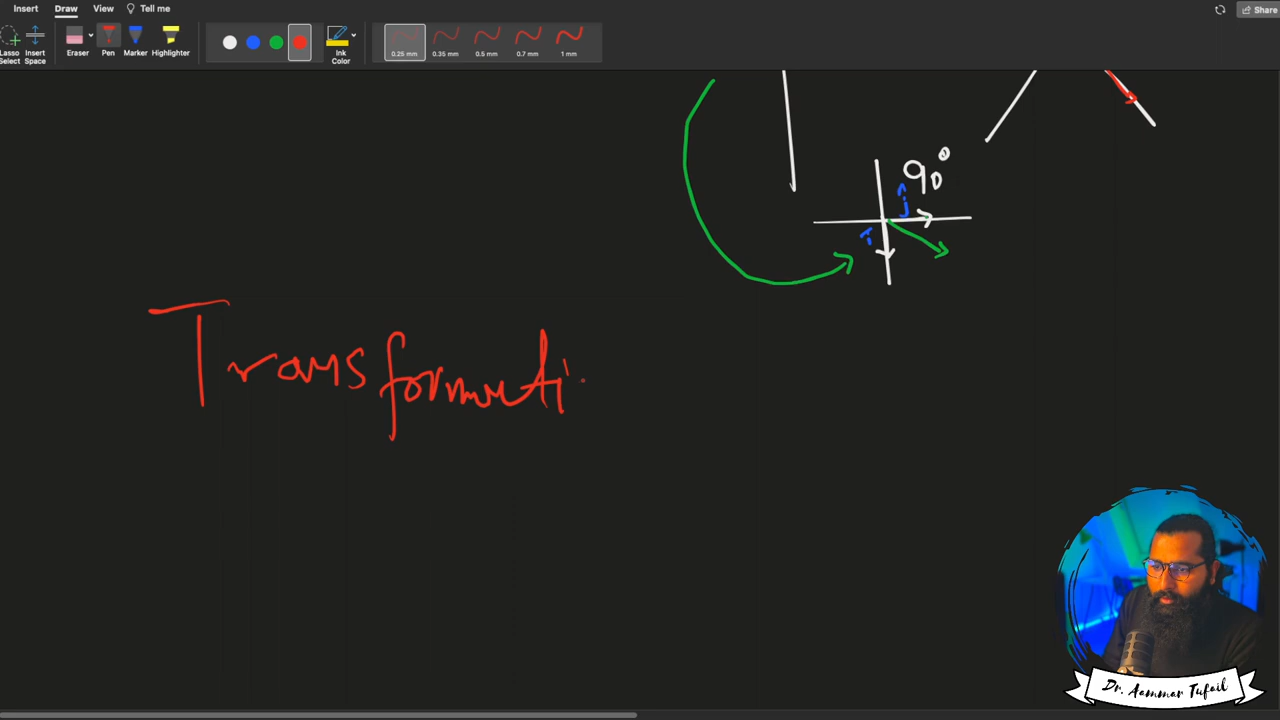 Insert Draw View Tell me
Share
Lasso Select
Insert Space
Eraser
Pen
Marker
Highlighter
Ink Color
0.25 mm
0.35 mm
0.5 mm
0.7 mm
1 mm
90°
ĵ
î
Transformati
Dr. Aammar Tufail